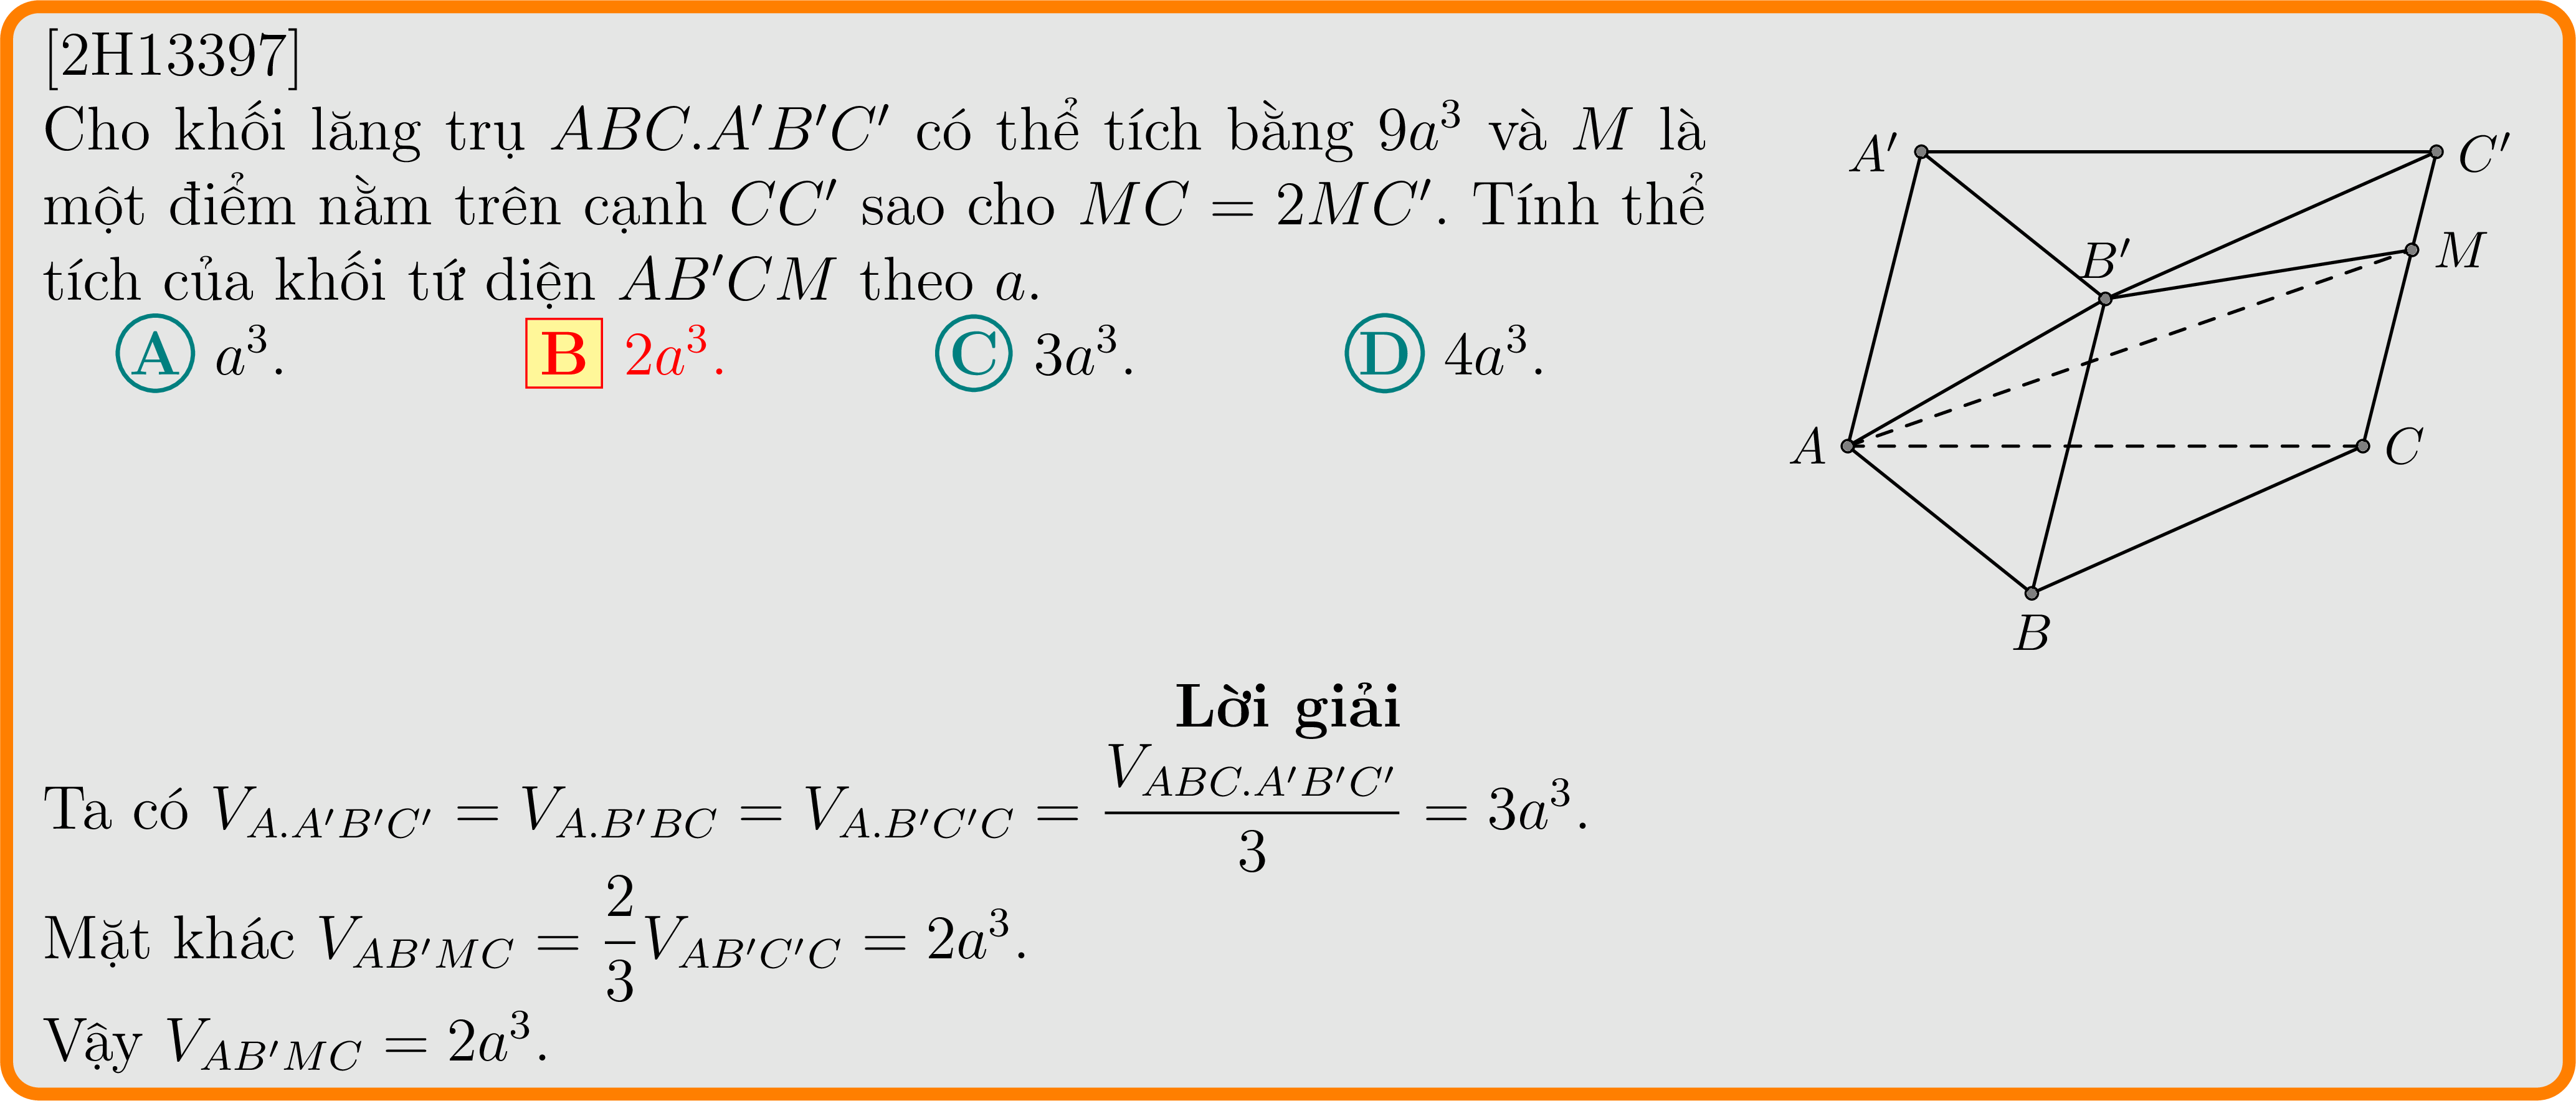 [2H13397]
Cho khối lăng trụ $ABC.A'B'C'$ có thể tích bằng $9a^3$ và $M$ là
một điểm nằm trên cạnh $CC'$ sao cho $MC = 2MC'$. Tính thể
tích của khối tứ diện $AB'CM$ theo $a$.
A $a^3$. B $2a^3$. C $3a^3$. D $4a^3$.
A'
C'
B'
M
A
C
B
Lời giải
Ta có $V_{A.A'B'C'} = V_{A.B'BC} = V_{A.B'C'C} = \dfrac{V_{ABC.A'B'C'}}{3} = 3a^3$.
Mặt khác $V_{AB'MC} = \dfrac{2}{3}V_{AB'C'C} = 2a^3$.
Vậy $V_{AB'MC} = 2a^3$.